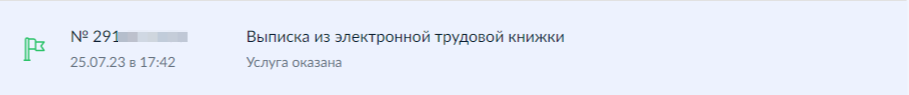 № 291
Выписка из электронной трудовой книжки
25.07.23 в 17:42
Услуга оказана